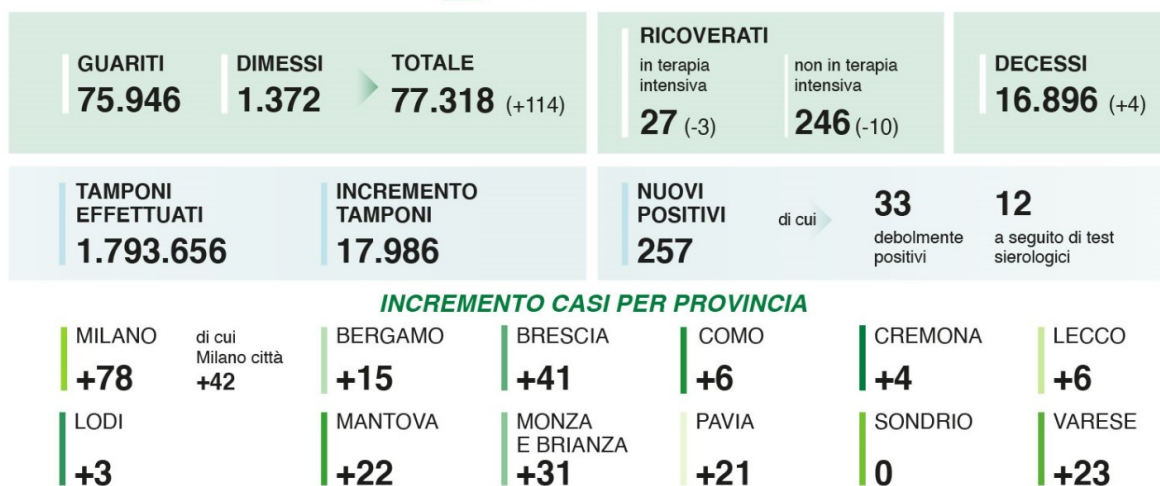 GUARITI
75.946
DIMESSI
1.372
TOTALE
77.318 (+114)
RICOVERATI
in terapia
intensiva
27 (-3)
non in terapia
intensiva
246 (-10)
DECESSI
16.896 (+4)
TAMPONI
EFFETTUATI
1.793.656
INCREMENTO
TAMPONI
17.986
NUOVI
POSITIVI
257
di cui
33
debolmente
positivi
12
a seguito di test
sierologici
INCREMENTO CASI PER PROVINCIA
MILANO
+78
di cui
Milano città
+42
BERGAMO
+15
BRESCIA
+41
COMO
+6
CREMONA
+4
LECCO
+6
LODI
+3
MANTOVA
+22
MONZA
E BRIANZA
+31
PAVIA
+21
SONDRIO
0
VARESE
+23